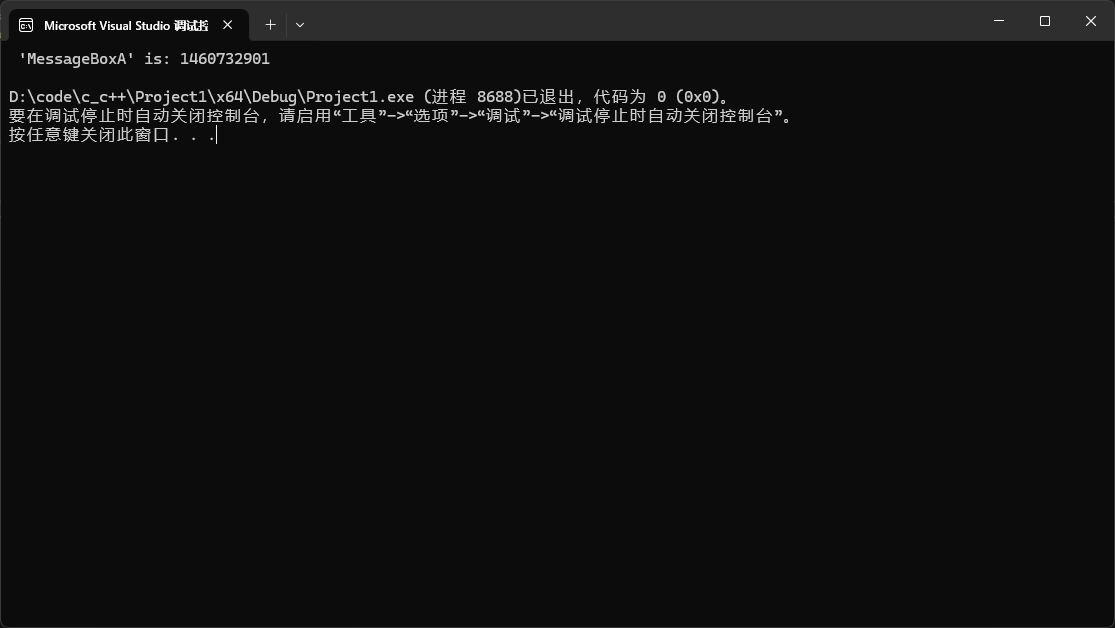 Microsoft Visual Studio 调试控
'MessageBoxA' is: 1460732901
D:\code\c_c++\Project1\x64\Debug\Project1.exe (进程 8688)已退出，代码为 0 (0x0)。
要在调试停止时自动关闭控制台，请启用“工具”->“选项”->“调试”->“调试停止时自动关闭控制台”。
按任意键关闭此窗口. . .